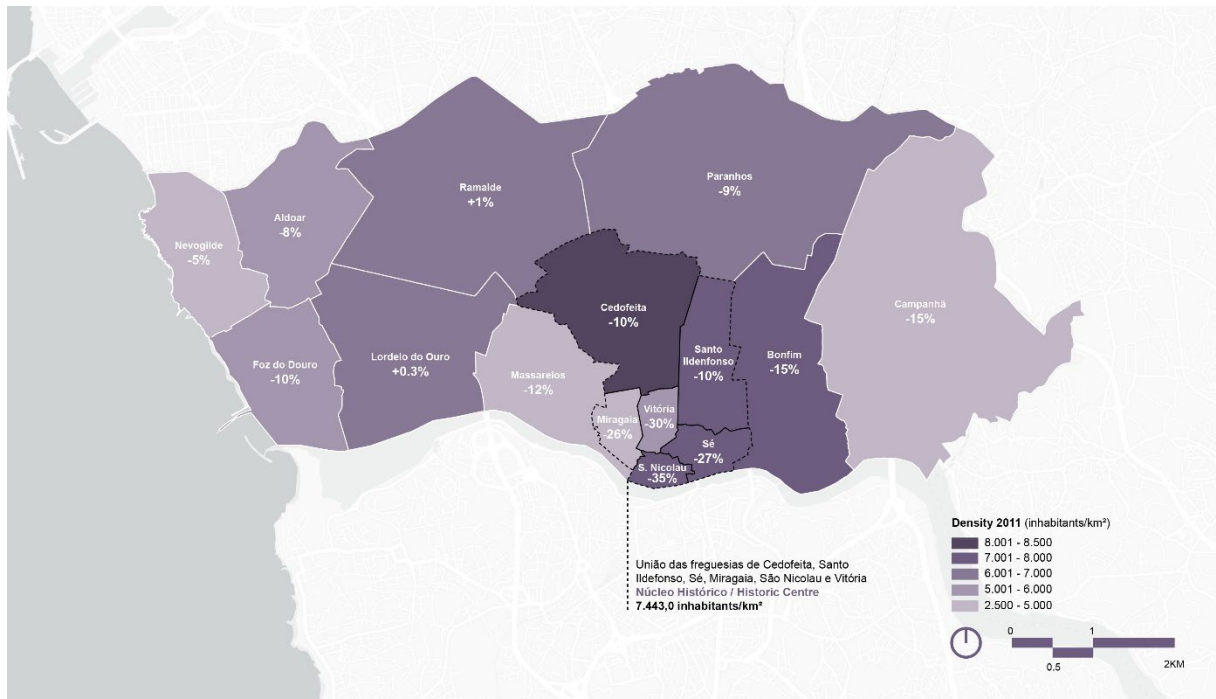 Ramalde
+1%
Paranhos
-9%
Aldoar
-8%
Nevogilde
-5%
Cedofeita
-10%
Campanhã
-15%
Foz do Douro
-10%
Lordelo do Ouro
+0.3%
Massarelos
-12%
Santo
Ildenfonso
-10%
Bonfim
-15%
Miragaia
-26%
Vitória
-30%
Sé
-27%
S. Nicolau
-35%
União das freguesias de Cedofeita, Santo
Ildefonso, Sé, Miragaia, São Nicolau e Vitória
Núcleo Histórico / Historic Centre
7.443,0 inhabitants/km²
Density 2011 (inhabitants/km²)
8.001 - 8.500
7.001 - 8.000
6.001 - 7.000
5.001 - 6.000
2.500 - 5.000
0 1
0.5 2KM